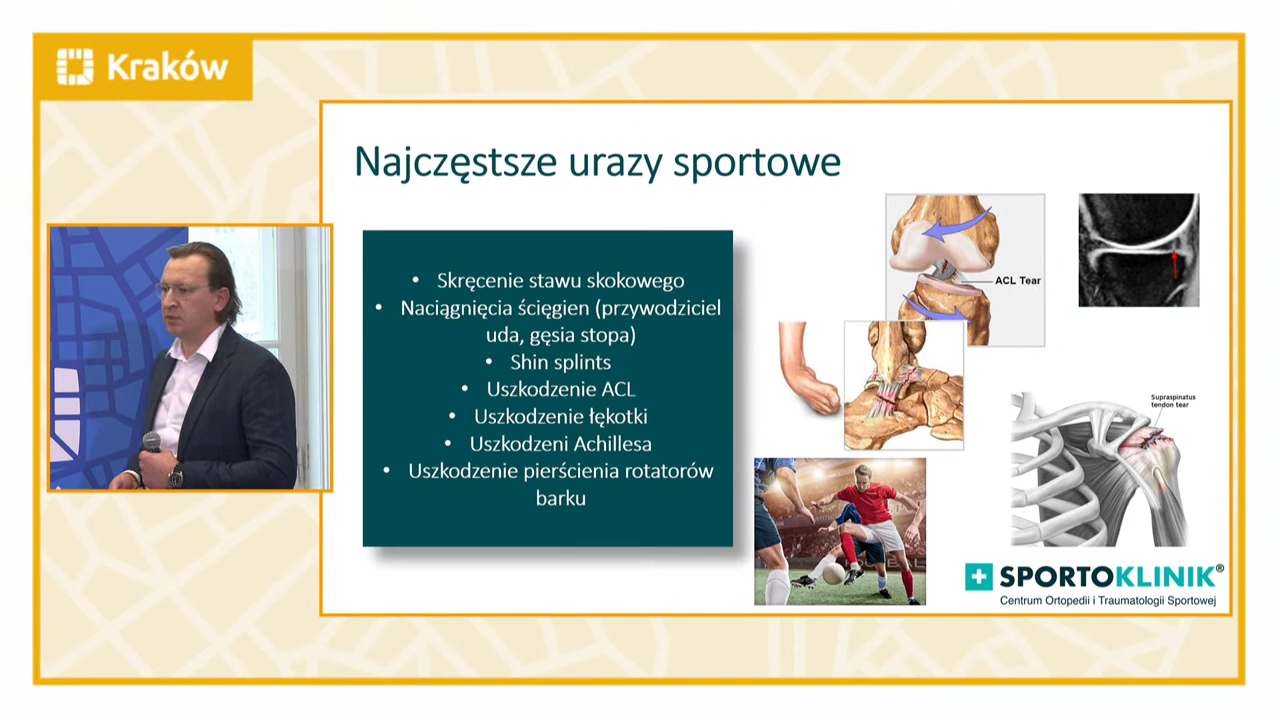 Kraków
Najczęstsze urazy sportowe
• Skręcenie stawu skokowego
• Naciągnięcia ścięgien (przywodziciel
uda, gęsia stopa)
• Shin splints
• Uszkodzenie ACL
• Uszkodzenie łękotki
• Uszkodzeni Achillesa
• Uszkodzenie pierścienia rotatorów
barku
ACL Tear
Supraspinatus
tendon tear
SPORTOKLINIK®
Centrum Ortopedii i Traumatologii Sportowej